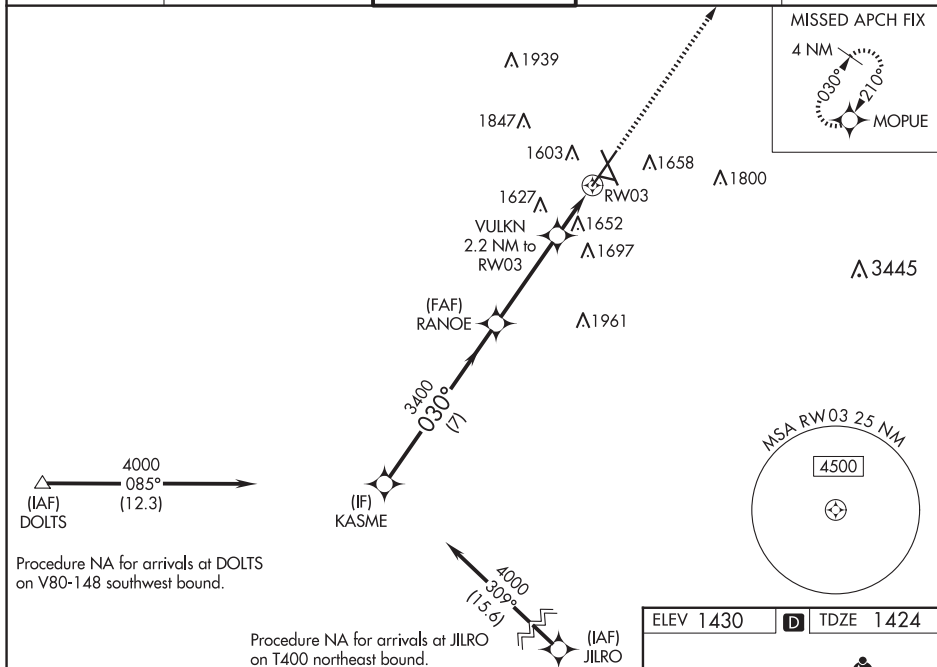 MISSED APCH FIX
4 NM
030°
210°
MOPUE
1939
1847
1603
1658
1800
RW03
1627
VULKN
2.2 NM to
RW03
1652
1697
3445
(FAF)
RANOE
1961
3400
030°
(7)
MSA RW03 25 NM
4500
4000
085°
(12.3)
(IAF)
DOLTS
(IF)
KASME
Procedure NA for arrivals at DOLTS
on V80-148 southwest bound.
4000
309°
(15.6)
(IAF)
JILRO
Procedure NA for arrivals at JILRO
on T400 northeast bound.
ELEV 1430 D TDZE 1424